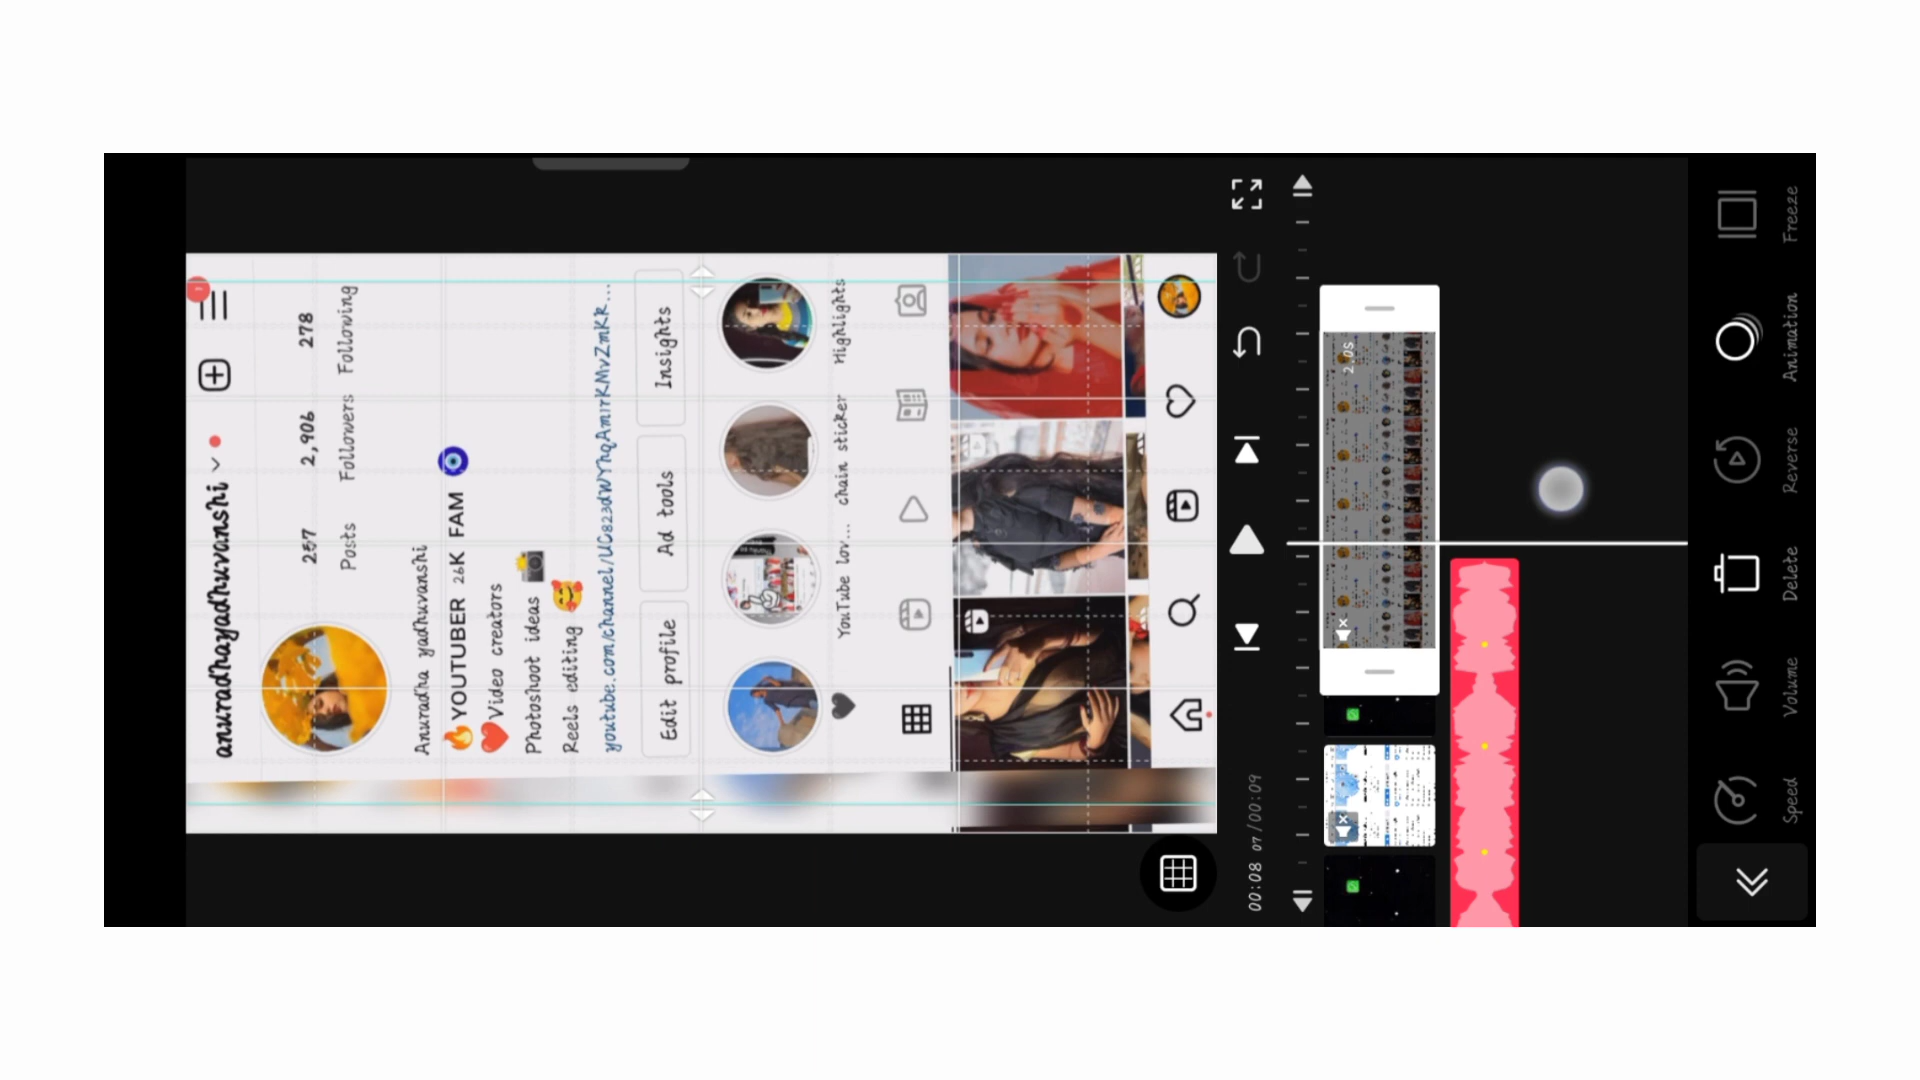 anuradhayadhuvanshi
257 2,906 278
Posts Followers Following
Anuradha yadhuvanshi
🔥YOUTUBER 26K FAM 🧿
❤️Video creators
Photoshoot ideas 📸
Reels editing 🥰
youtube.com/channel/UC823dWYhqAm1rKMvZmKR...
Edit profile Ad tools Insights
🖤 YouTube lov... chain sticker Highlights
00:08 07 /00:09
2.0s
Speed Volume Delete Reverse Animation Freeze